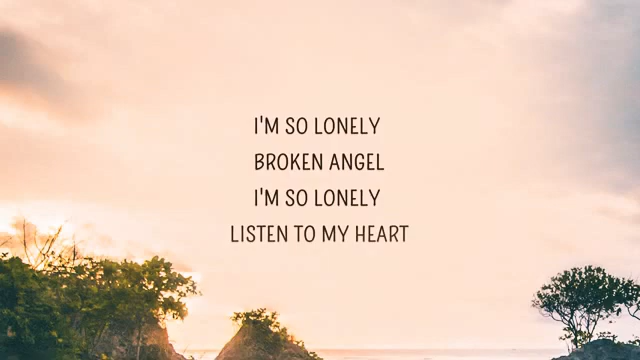 I'M SO LONELY
BROKEN ANGEL
I'M SO LONELY
LISTEN TO MY HEART